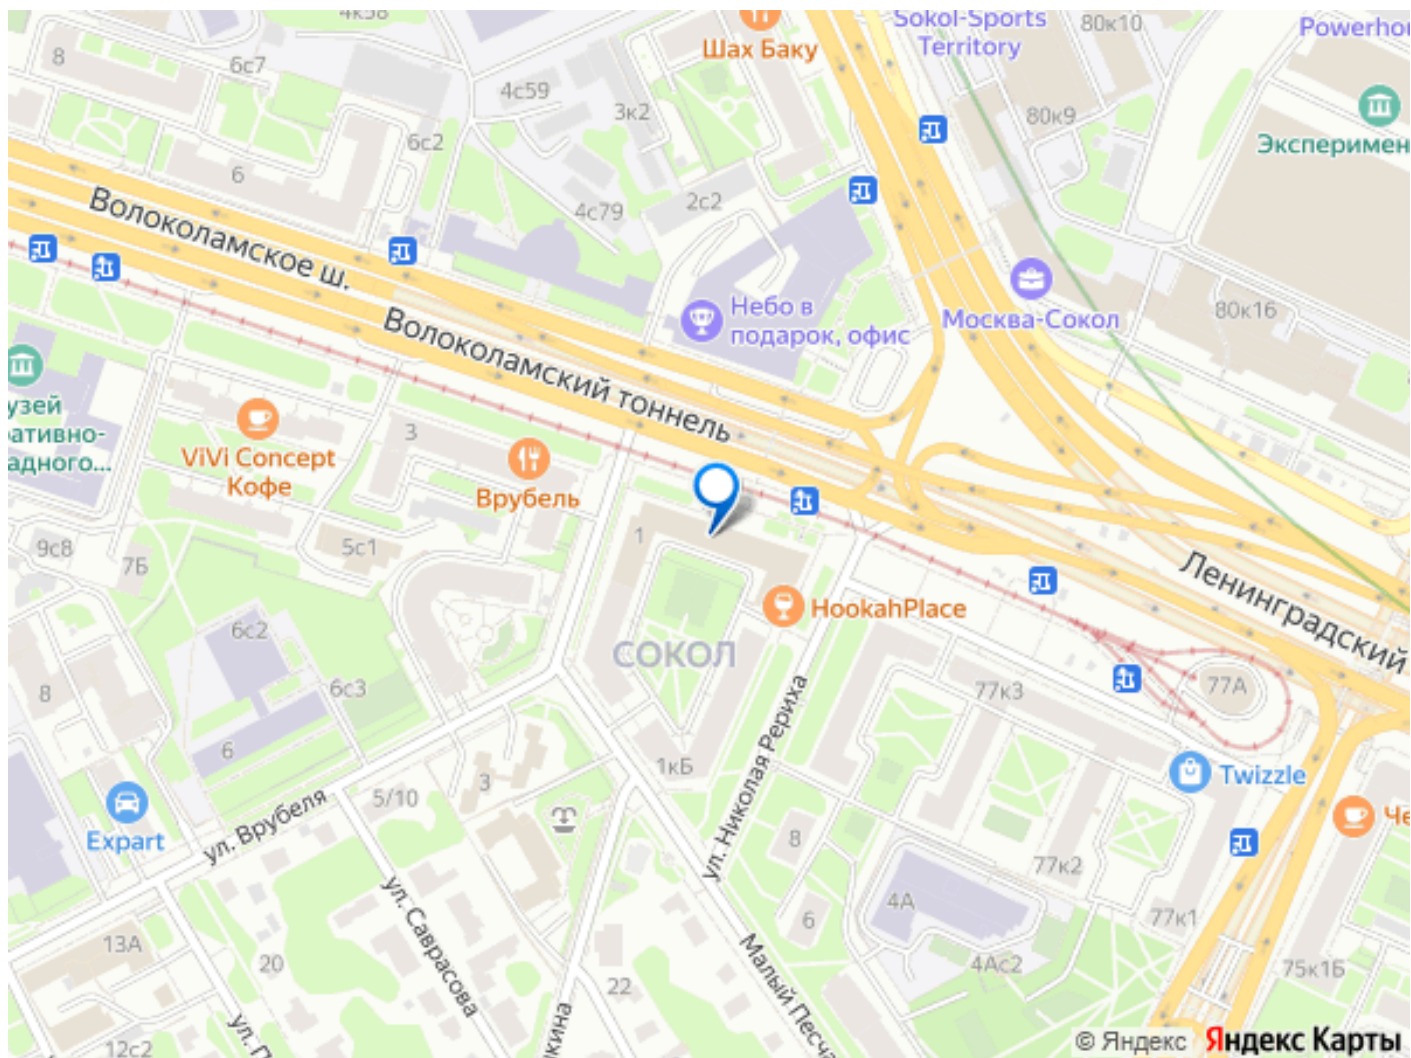 4к58
Шах Баку
Sokol-Sports
Territory
80к10
8
6с7
4с59
3к2
80к9
6с2
6
2с2
4с79
Волоколамское ш.
Небо в
подарок, офис
Москва-Сокол
80к16
Волоколамский тоннель
3
ViVi Concept
Кофе
Врубель
9с8
7Б
5с1
1
HookahPlace
Ленинградский
6с2
СОКОЛ
8
6с3
77к3
77А
6
3
1кБ
ул. Николая Рериха
Twizzle
Expart
5/10
ул. Врубеля
8
77к2
ул. Саврасова
4А
6
77к1
13А
20
22
Малый Песча
4Ас2
75к1Б
12с2
© Яндекс
Яндекс Карты